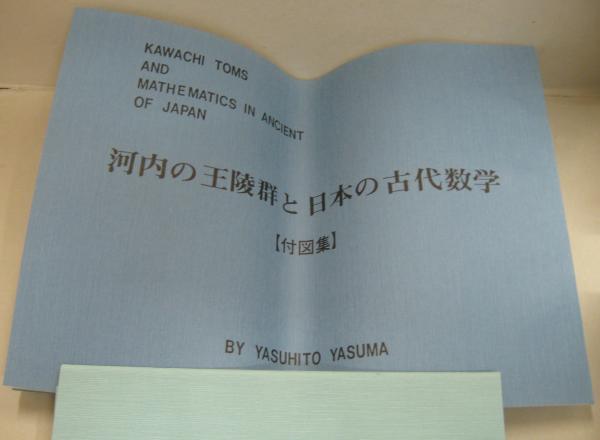 KAWACHI TOMS
AND
MATHEMATICS IN ANCIENT
OF JAPAN
河内の王陵群と日本の古代数学
【付図集】
BY YASUHITO YASUMA